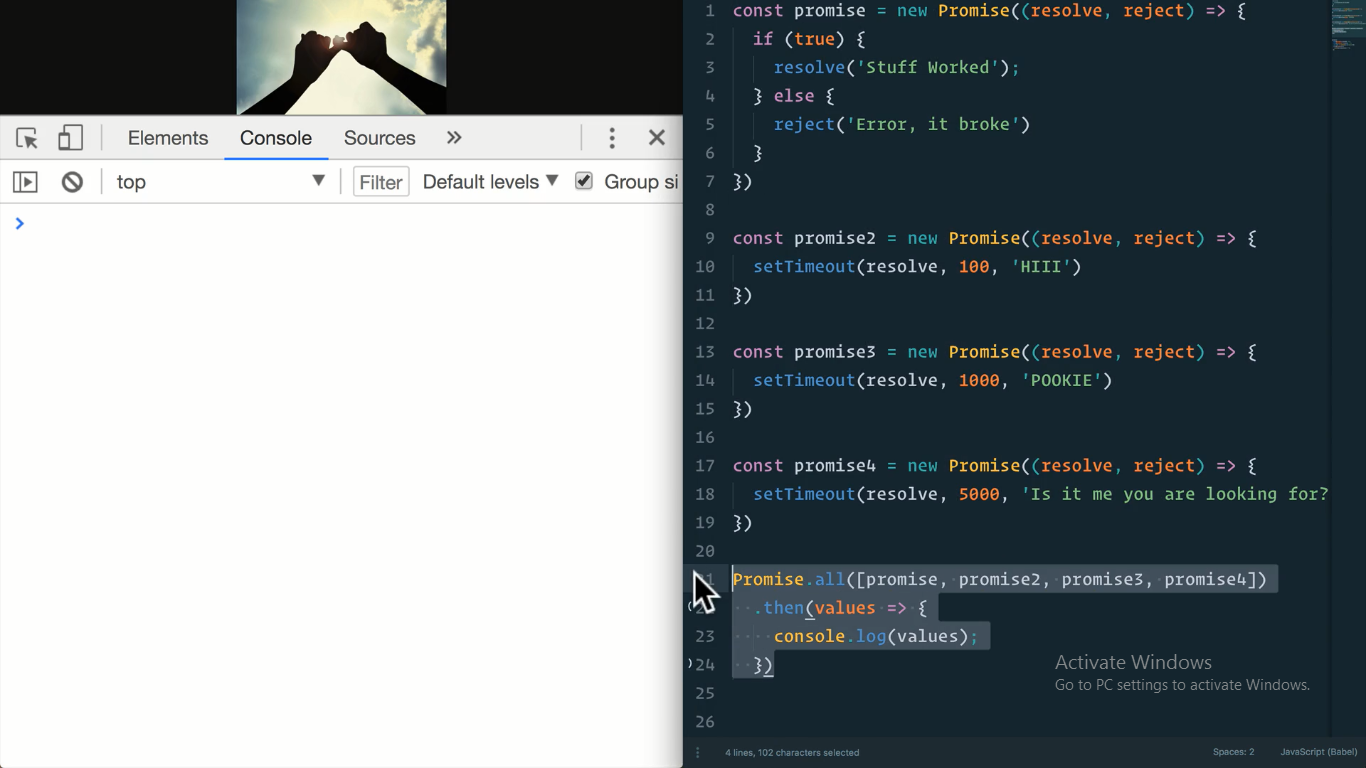 Elements Console Sources »
top Filter Default levels Group si
>
1 const promise = new Promise((resolve, reject) => {
2 if (true) {
3 resolve('Stuff Worked');
4 } else {
5 reject('Error, it broke')
6 }
7 })
8
9 const promise2 = new Promise((resolve, reject) => {
10 setTimeout(resolve, 100, 'HIII')
11 })
12
13 const promise3 = new Promise((resolve, reject) => {
14 setTimeout(resolve, 1000, 'POOKIE')
15 })
16
17 const promise4 = new Promise((resolve, reject) => {
18 setTimeout(resolve, 5000, 'Is it me you are looking for?
19 })
20
Promise.all([promise, promise2, promise3, promise4])
.then(values => {
23 console.log(values);
24 })
25
26
Activate Windows
Go to PC settings to activate Windows.
4 lines, 102 characters selected Spaces: 2 JavaScript (Babel)